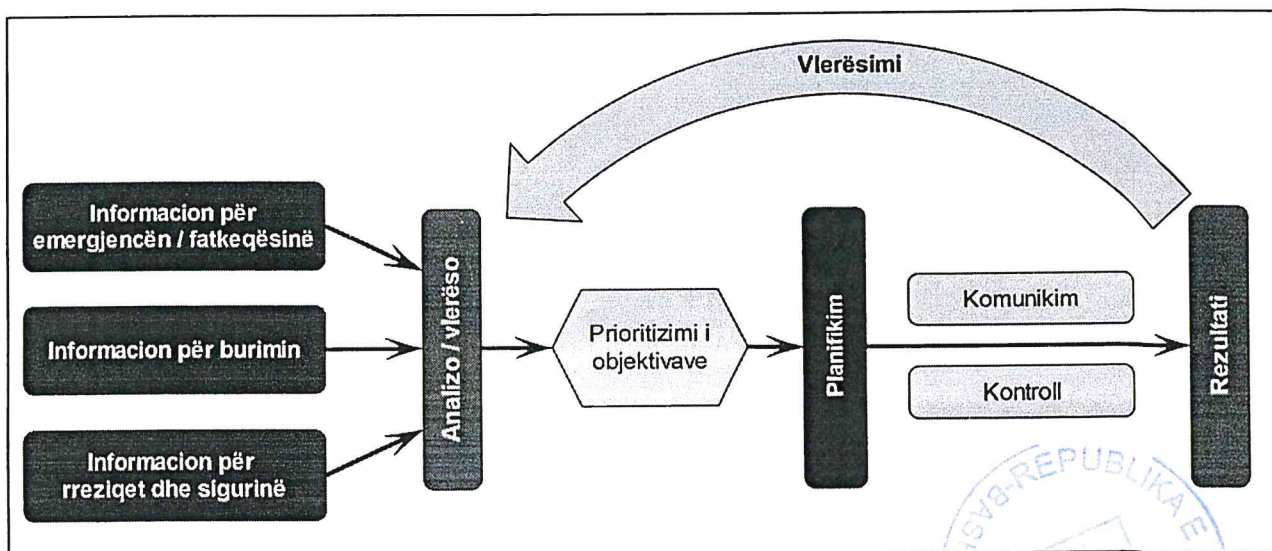 Vlerësimi
Informacion për
emergjencën / fatkeqësinë
Informacion për burimin
Informacion për
rreziqet dhe sigurinë
Analizo / vlerëso
Prioritizimi i
objektivave
Planifikim
Komunikim
Kontroll
Rezultati
BASH
REPUBLIKA E